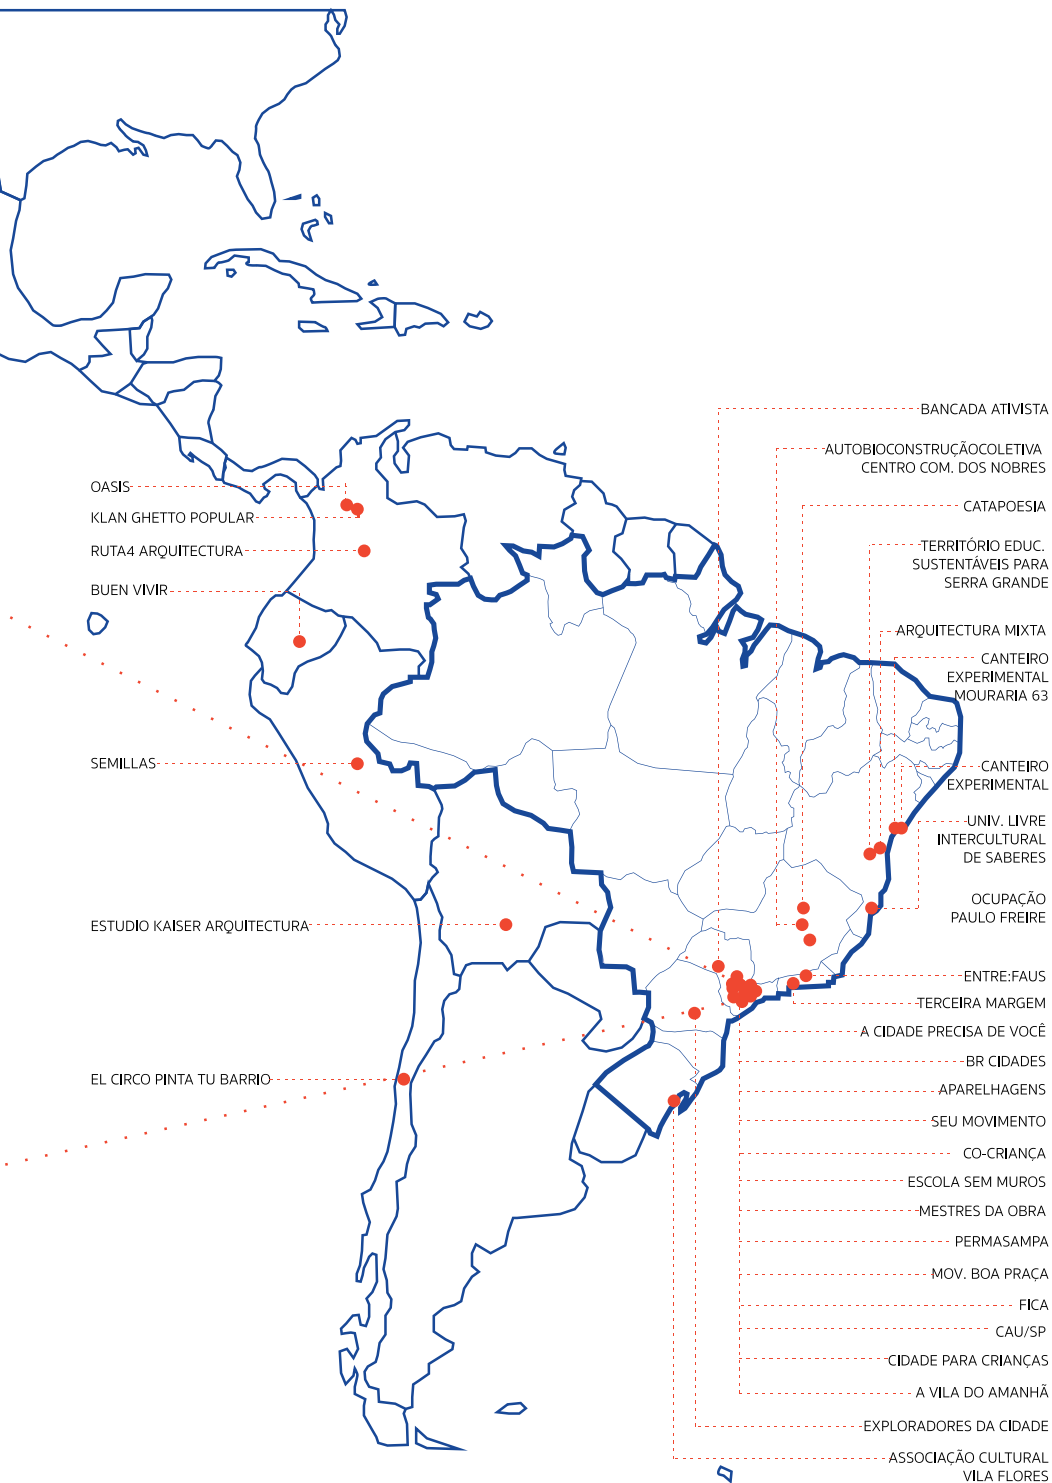 OASIS
KLAN GHETTO POPULAR
RUTA4 ARQUITECTURA
BUEN VIVIR
SEMILLAS
ESTUDIO KAISER ARQUITECTURA
EL CIRCO PINTA TU BARRIO
BANCADA ATIVISTA
AUTOBIOCONSTRUÇÃOCOLETIVA
CENTRO COM. DOS NOBRES
CATAPOESIA
TERRITÓRIO EDUC.
SUSTENTÁVEIS PARA
SERRA GRANDE
ARQUITECTURA MIXTA
CANTEIRO
EXPERIMENTAL
MOURARIA 63
CANTEIRO
EXPERIMENTAL
UNIV. LIVRE
INTERCULTURAL
DE SABERES
OCUPAÇÃO
PAULO FREIRE
ENTRE:FAUS
TERCEIRA MARGEM
A CIDADE PRECISA DE VOCÊ
BR CIDADES
APARELHAGENS
SEU MOVIMENTO
CO-CRIANÇA
ESCOLA SEM MUROS
MESTRES DA OBRA
PERMASAMPA
MOV. BOA PRAÇA
FICA
CAU/SP
CIDADE PARA CRIANÇAS
A VILA DO AMANHÃ
EXPLORADORES DA CIDADE
ASSOCIAÇÃO CULTURAL
VILA FLORES